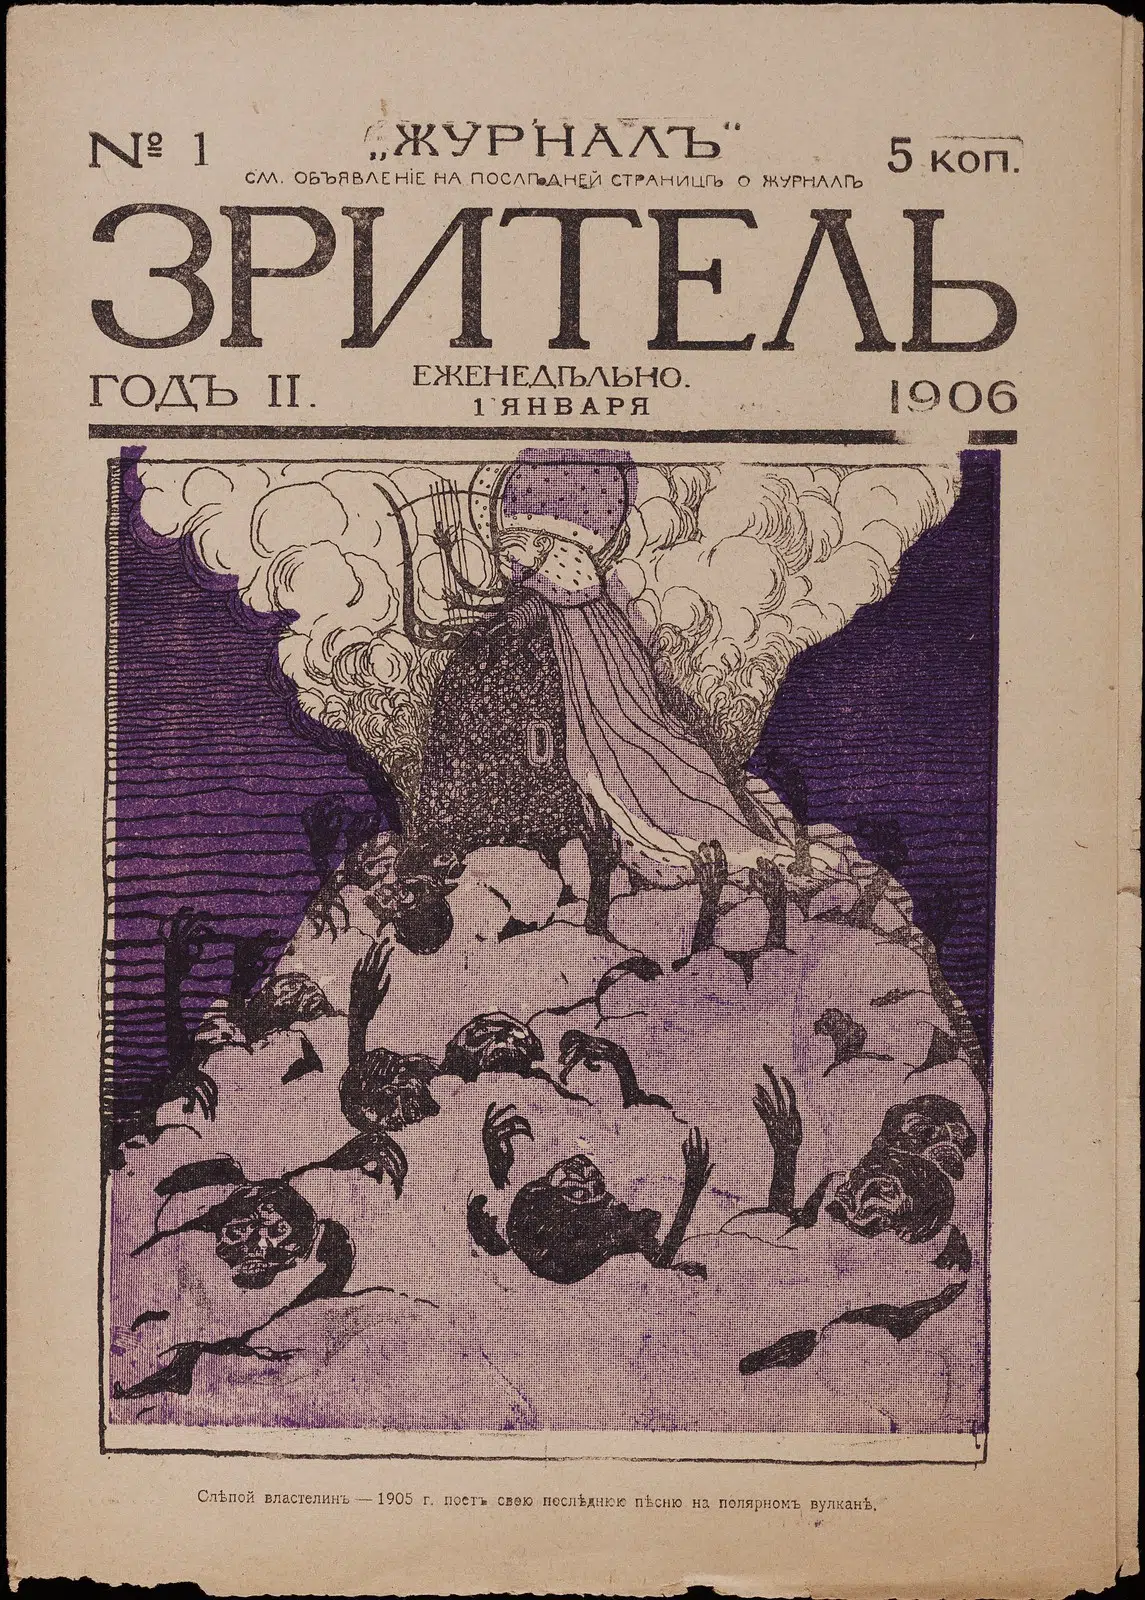 № 1
„ЖУРНАЛЪ“
5 КОП.
СМ. ОБЪЯВЛЕНІЕ НА ПОСЛѢДНЕЙ СТРАНИЦѢ О ЖУРНАЛѢ
ЗРИТЕЛЬ
ГОДЪ II.
ЕЖЕНЕДѢЛЬНО.
1 ЯНВАРЯ
1906
Слѣпой властелинъ — 1905 г. поетъ свою послѣднюю пѣсню на полярномъ вулканѣ.